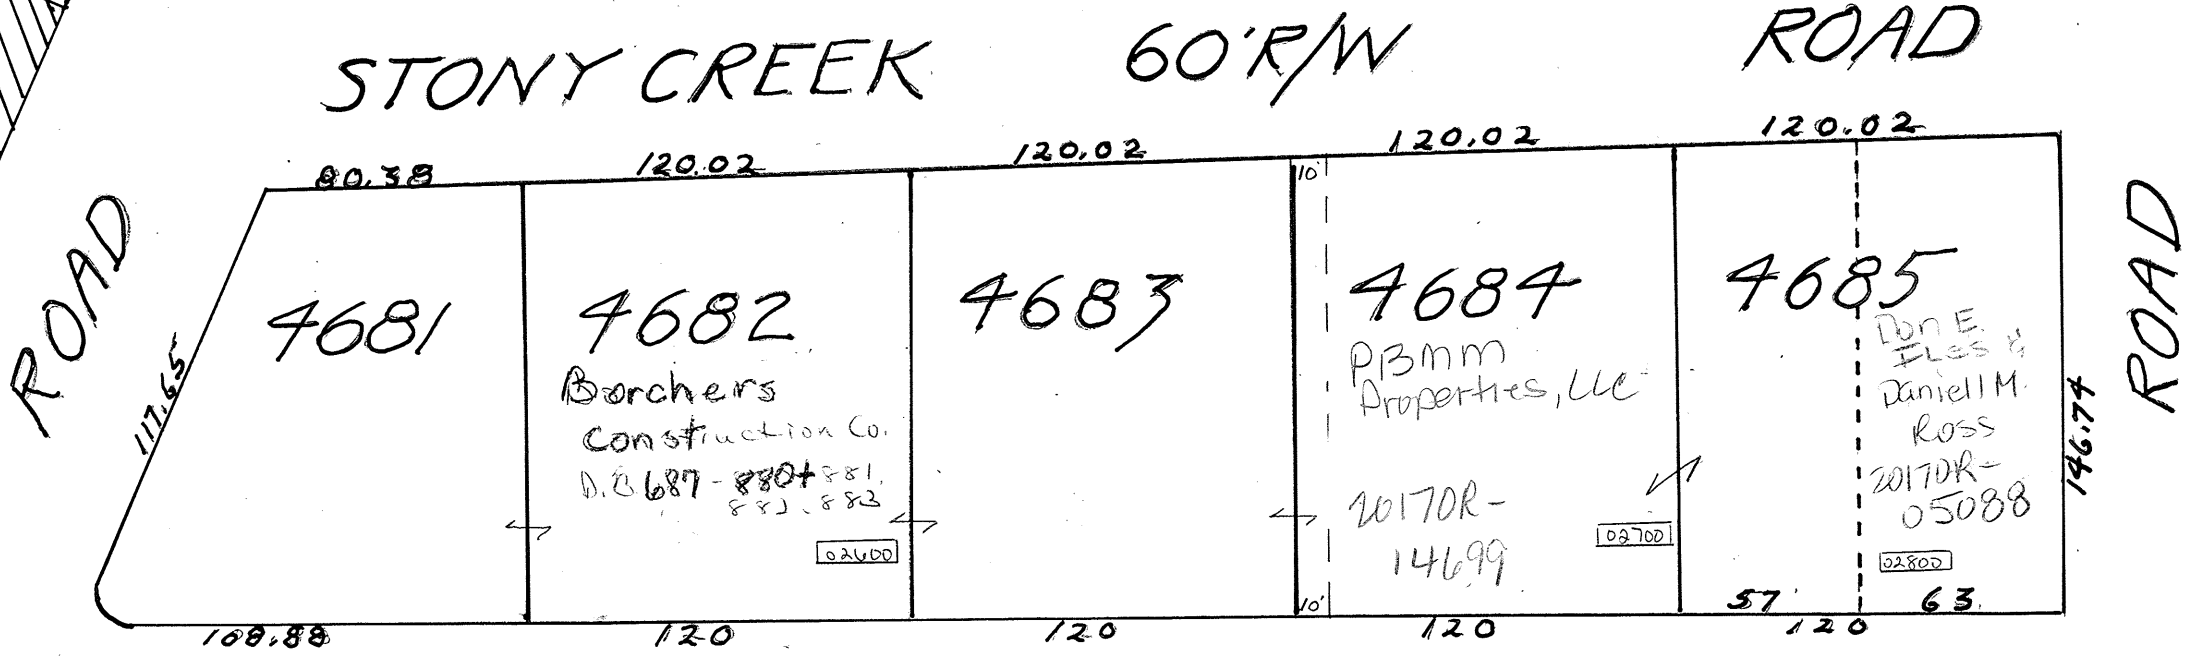 STONY CREEK 60' R/W ROAD
ROAD
ROAD
80.38
120.02
120.02
120.02
120.02
117.65
146.74
10'
10'
4681
4682
Borchers
Construction Co.
D.B 687 - 880+881,
882, 883
02600
4683
4684
PBMM
Properties, LLC
2017OR-
14699
02700
4685
Don E.
Iles &
Daniell M.
Ross
2017OR-
05088
02800
57'
63
108.88
120
120
120
120